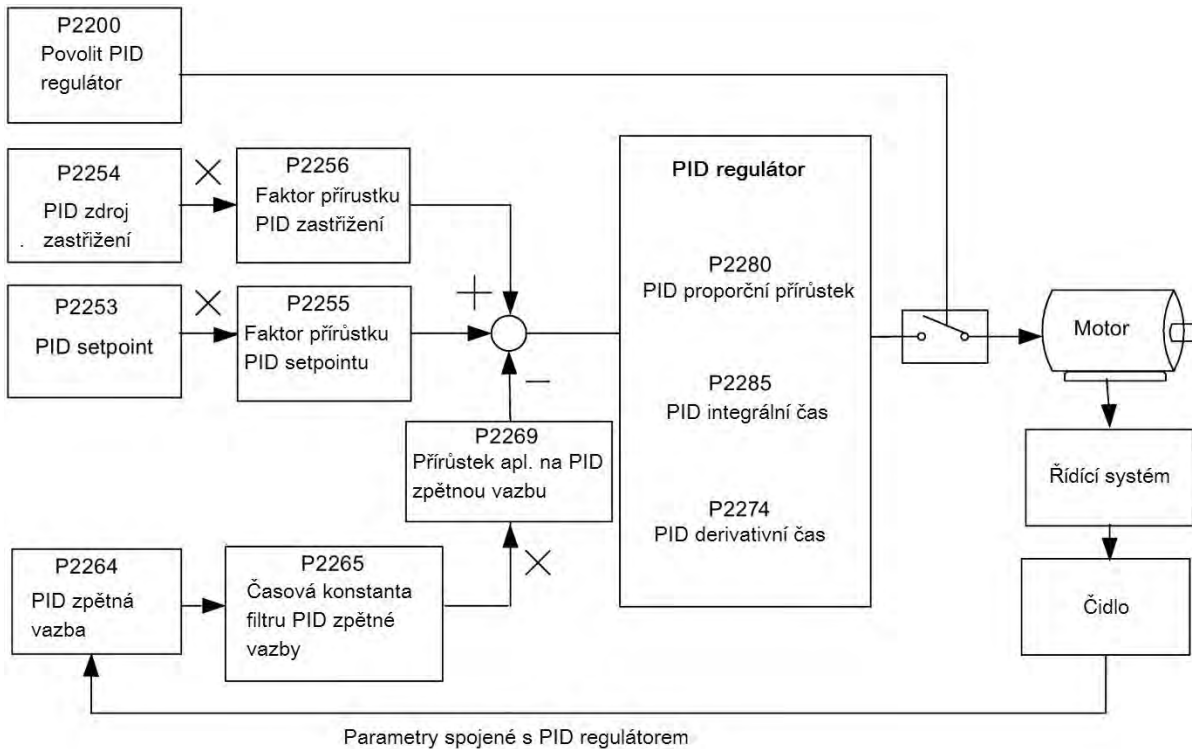 P2200
Povolit PID
regulátor
P2254
PID zdroj
. zastřižení
P2256
Faktor přírustku
PID zastřižení
P2253
PID setpoint
P2255
Faktor přírůstku
PID setpointu
P2269
Přírůstek apl. na PID
zpětnou vazbu
P2264
PID zpětná
vazba
P2265
Časová konstanta
filtru PID zpětné
vazby
PID regulátor
P2280
PID proporční přírůstek
P2285
PID integrální čas
P2274
PID derivativní čas
Motor
Řídící systém
Čidlo
Parametry spojené s PID regulátorem